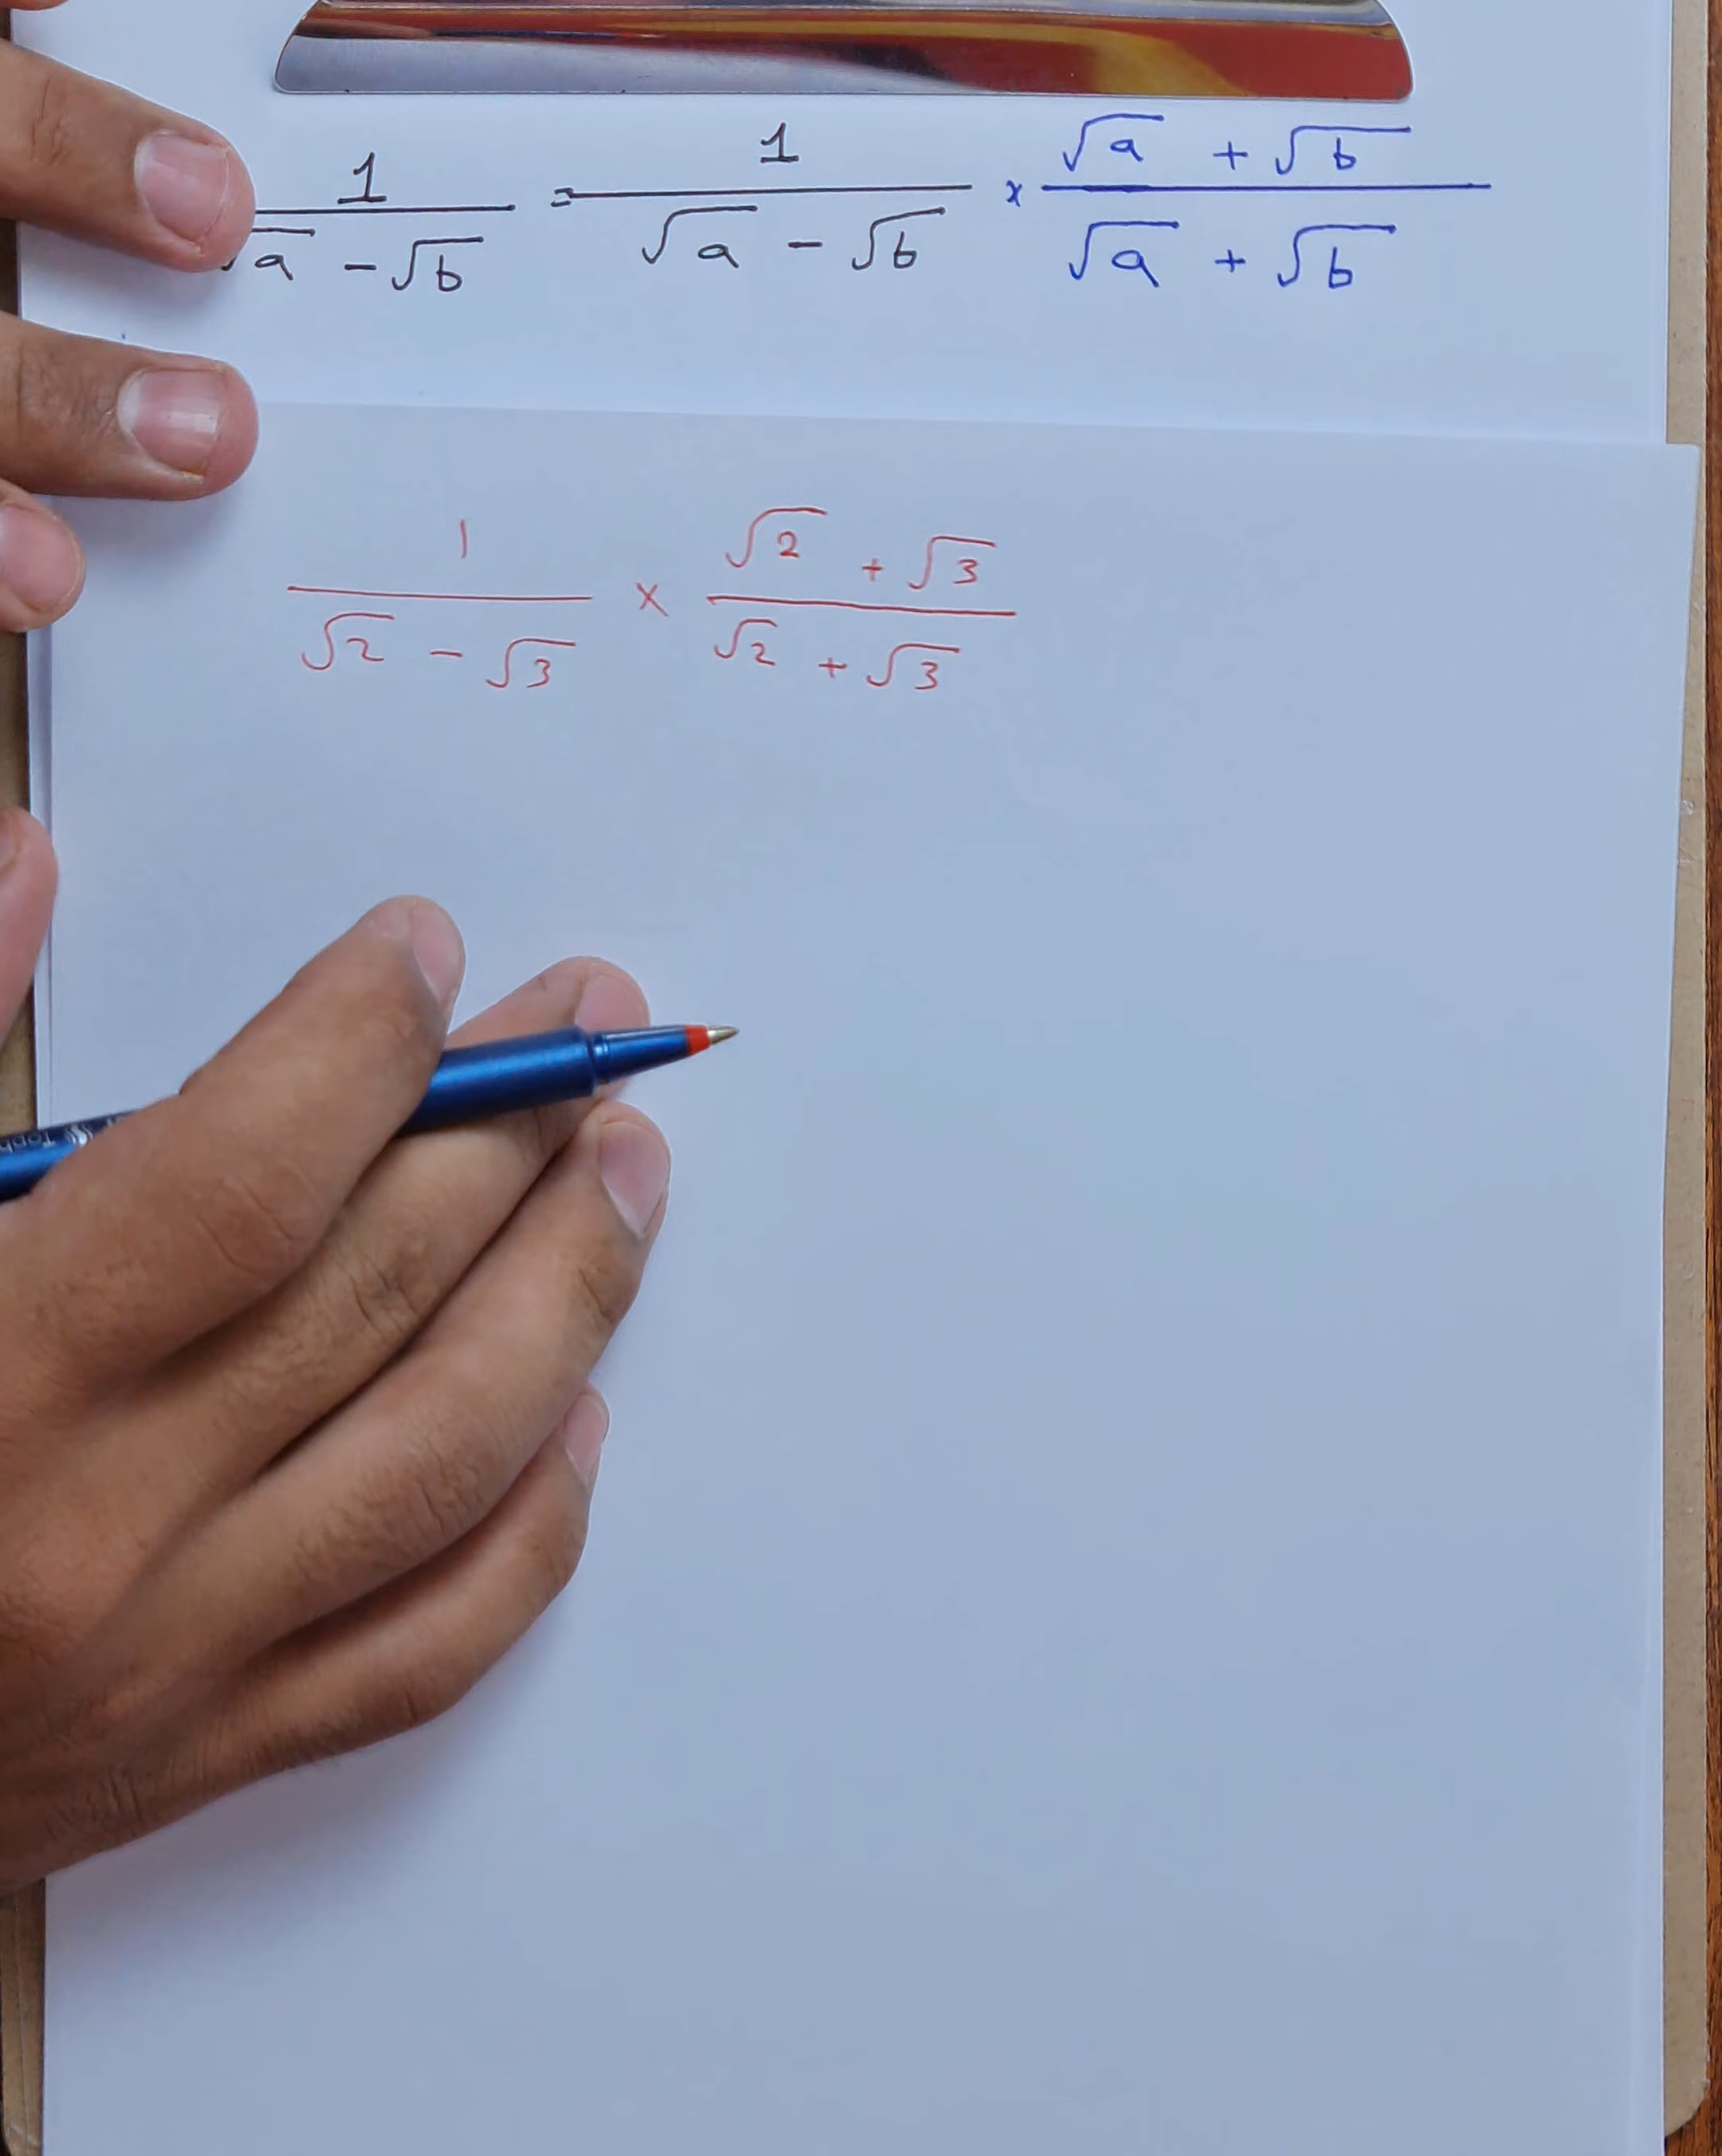 1/(√a - √b) = 1/(√a - √b) x (√a + √b)/(√a + √b)
1/(√2 - √3) x (√2 + √3)/(√2 + √3)